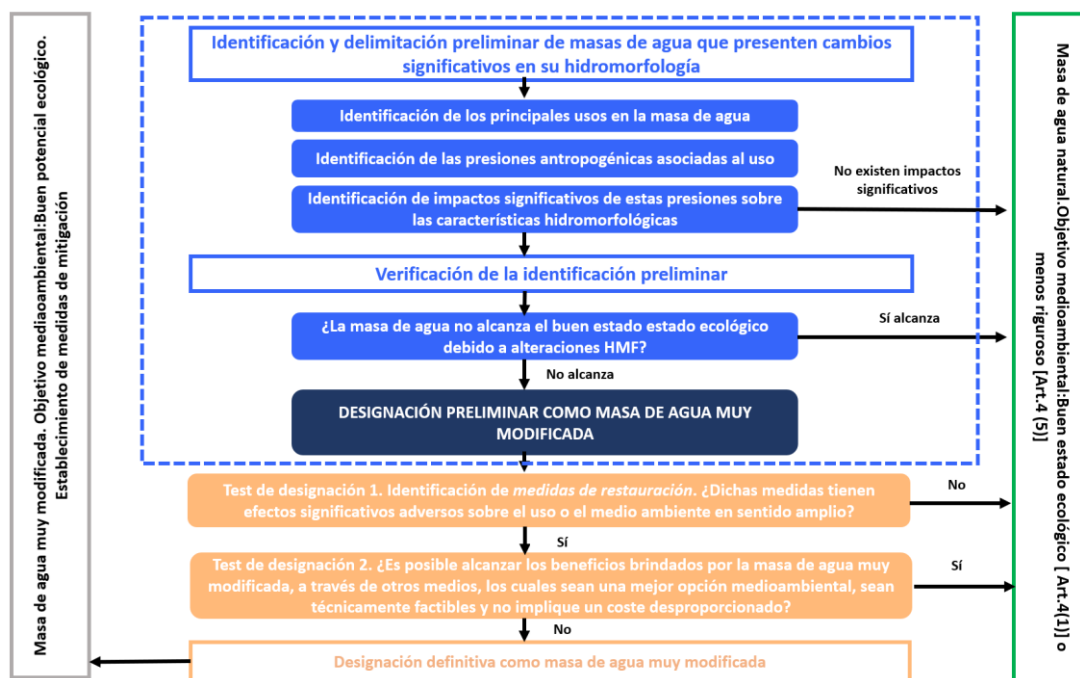 Masa de agua muy modificada. Objetivo mediaoambiental:Buen potencial ecológico.
Establecimiento de medidas de mitigación
Identificación y delimitación preliminar de masas de agua que presenten cambios
significativos en su hidromorfología
Identificación de los principales usos en la masa de agua
Identificación de las presiones antropogénicas asociadas al uso
No existen impactos
significativos
Identificación de impactos significativos de estas presiones sobre
las características hidromorfológicas
Verificación de la identificación preliminar
¿La masa de agua no alcanza el buen estado estado ecológico
debido a alteraciones HMF?
Sí alcanza
No alcanza
DESIGNACIÓN PRELIMINAR COMO MASA DE AGUA MUY
MODIFICADA
Test de designación 1. Identificación de medidas de restauración. ¿Dichas medidas tienen
efectos significativos adversos sobre el uso o el medio ambiente en sentido amplio?
No
Sí
Test de designación 2. ¿Es posible alcanzar los beneficios brindados por la masa de agua muy
modificada, a través de otros medios, los cuales sean una mejor opción medioambiental, sean
técnicamente factibles y no implique un coste desproporcionado?
Sí
No
Designación definitiva como masa de agua muy modificada
Masa de agua natural.Objetivo medioambiental:Buen estado ecológico [ Art.4(1)] o
menos riguroso [Art.4 (5)]